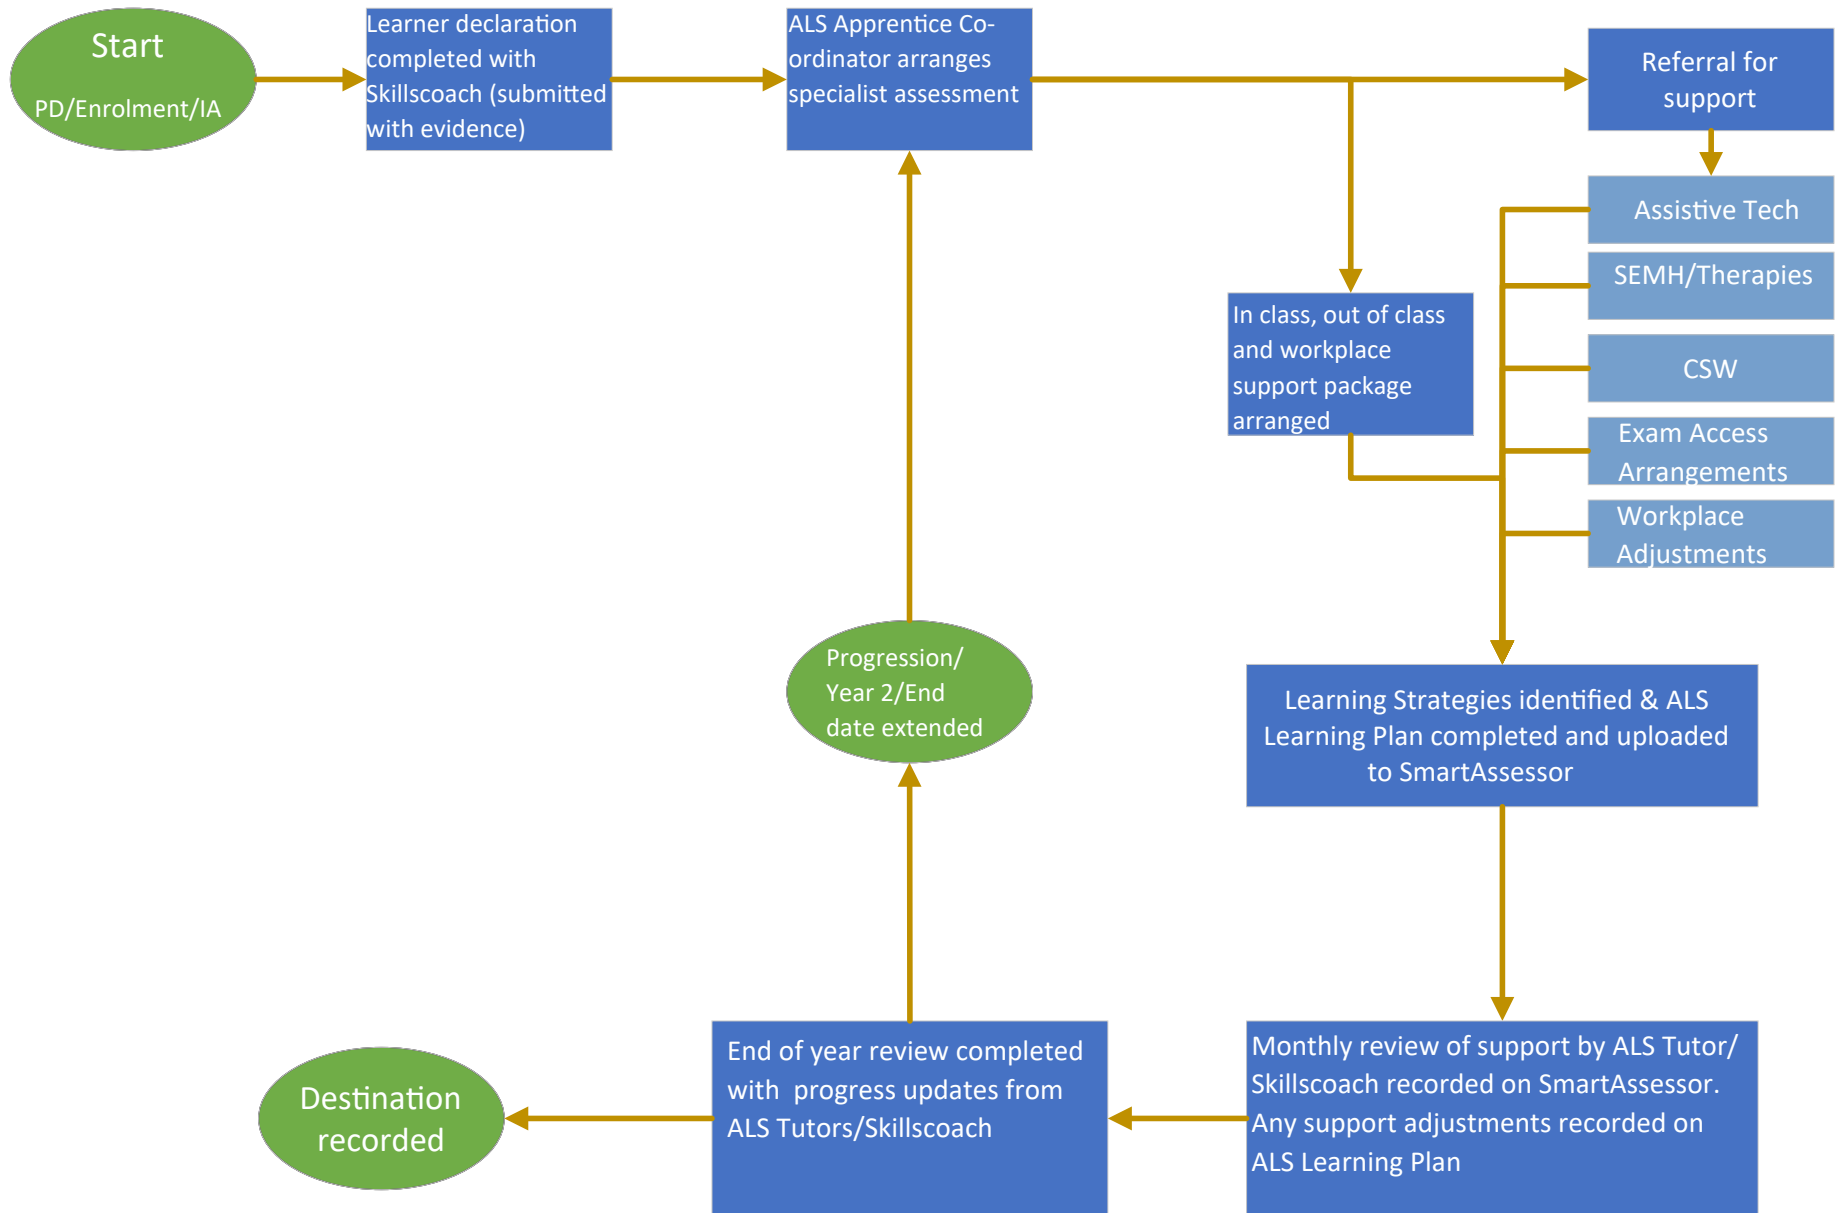 Start
PD/Enrolment/IA
Learner declaration
completed with
Skillscoach (submitted
with evidence)
ALS Apprentice Co-
ordinator arranges
specialist assessment
Referral for
support
Assistive Tech
SEMH/Therapies
CSW
Exam Access
Arrangements
Workplace
Adjustments
In class, out of class
and workplace
support package
arranged
Learning Strategies identified & ALS
Learning Plan completed and uploaded
to SmartAssessor
Progression/
Year 2/End
date extended
Monthly review of support by ALS Tutor/
Skillscoach recorded on SmartAssessor.
Any support adjustments recorded on
ALS Learning Plan
End of year review completed
with progress updates from
ALS Tutors/Skillscoach
Destination
recorded